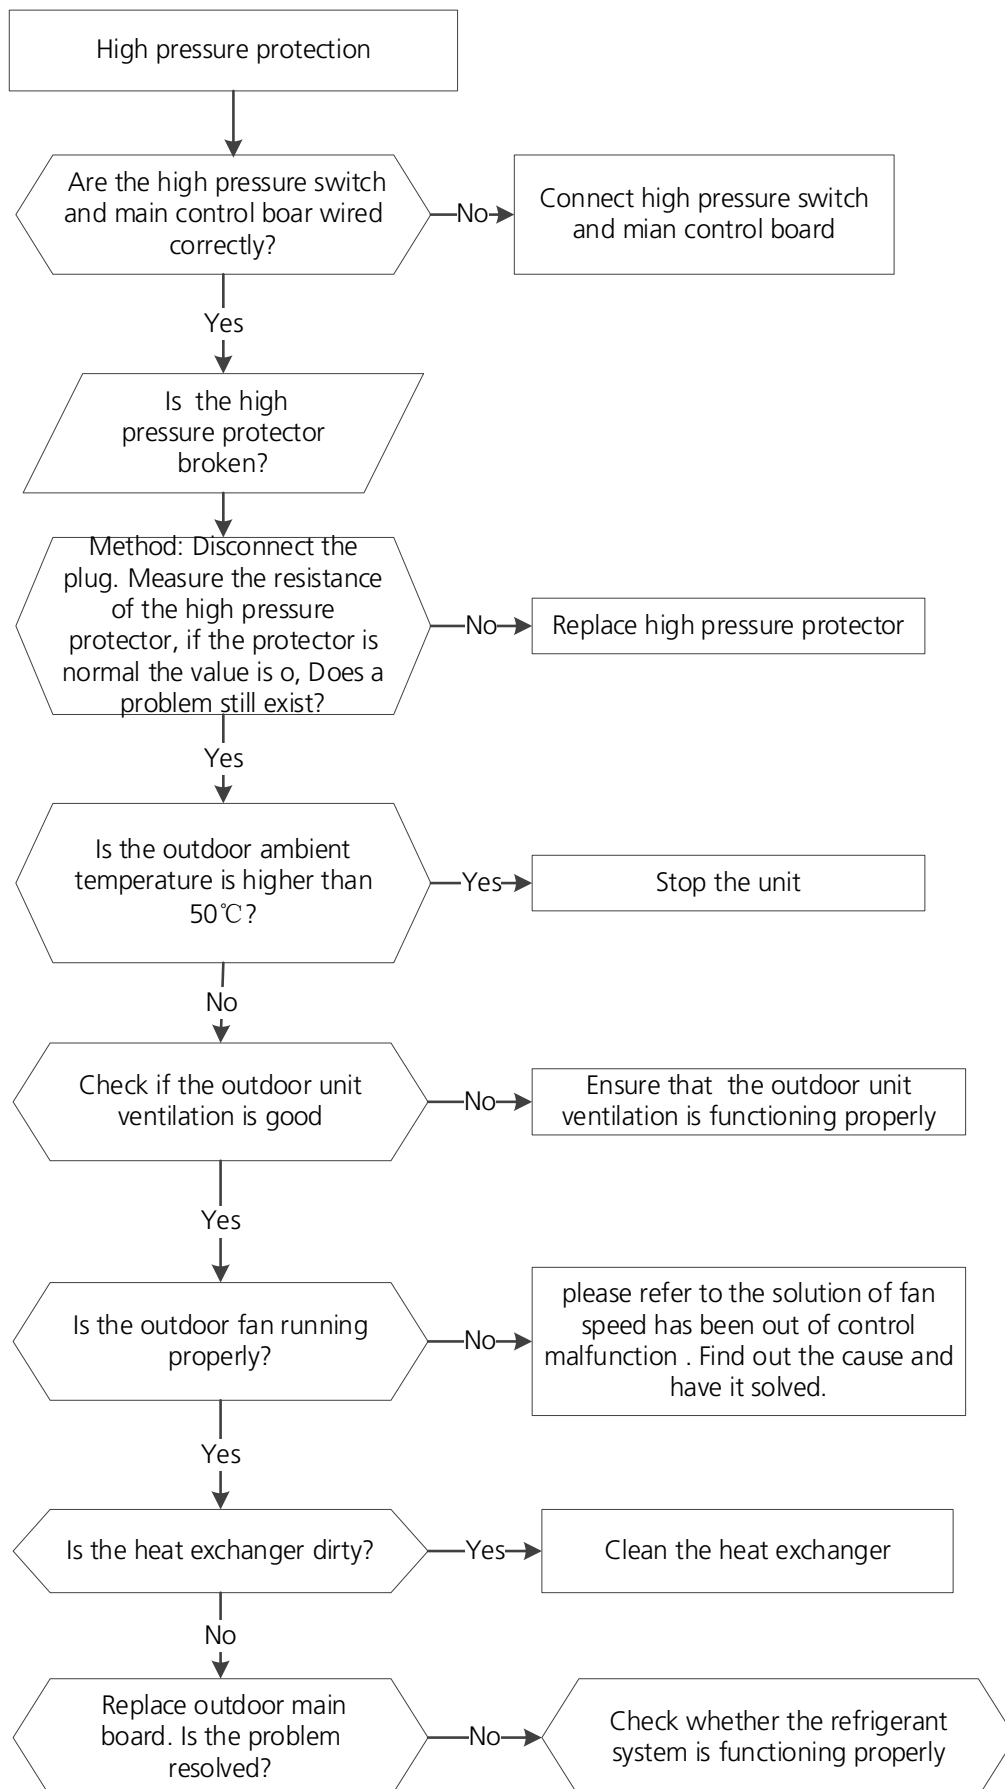 High pressure protection
Are the high pressure switch
and main control boar wired
correctly?
No
Connect high pressure switch
and mian control board
Yes
Is the high
pressure protector
broken?
Method: Disconnect the
plug. Measure the resistance
of the high pressure
protector, if the protector is
normal the value is o, Does a
problem still exist?
No
Replace high pressure protector
Yes
Is the outdoor ambient
temperature is higher than
50℃?
Yes
Stop the unit
No
Check if the outdoor unit
ventilation is good
No
Ensure that the outdoor unit
ventilation is functioning properly
Yes
Is the outdoor fan running
properly?
No
please refer to the solution of fan
speed has been out of control
malfunction . Find out the cause and
have it solved.
Yes
Is the heat exchanger dirty?
Yes
Clean the heat exchanger
No
Replace outdoor main
board. Is the problem
resolved?
No
Check whether the refrigerant
system is functioning properly